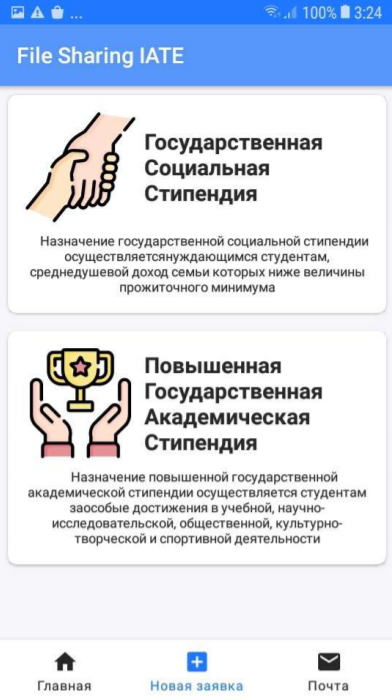 ... 100% 3:24
File Sharing IATE
Государственная
Социальная
Стипендия
Назначение государственной социальной стипендии
осуществляетсянуждающимся студентам,
среднедушевой доход семьи которых ниже величины
прожиточного минимума
Повышенная
Государственная
Академическая
Стипендия
Назначение повышенной государственной
академической стипендии осуществляется студентам
заособые достижения в учебной, научно-
исследовательской, общественной, культурно-
творческой и спортивной деятельности
Главная Новая заявка Почта